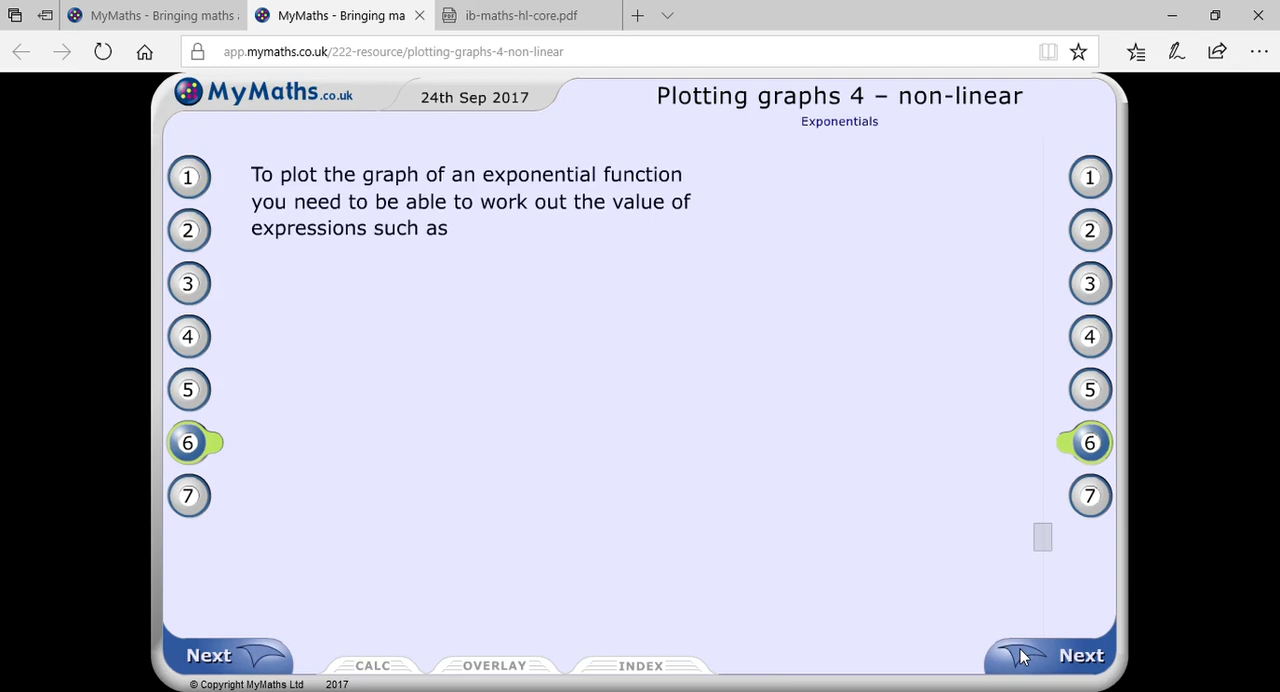 MyMaths - Bringing maths
MyMaths - Bringing ma
ib-maths-hl-core.pdf
app.mymaths.co.uk/222-resource/plotting-graphs-4-non-linear
MyMaths.co.uk
24th Sep 2017
Plotting graphs 4 – non-linear
Exponentials
To plot the graph of an exponential function
you need to be able to work out the value of
expressions such as
1
2
3
4
5
6
7
1
2
3
4
5
6
7
Next
CALC
OVERLAY
INDEX
Next
© Copyright MyMaths Ltd 2017